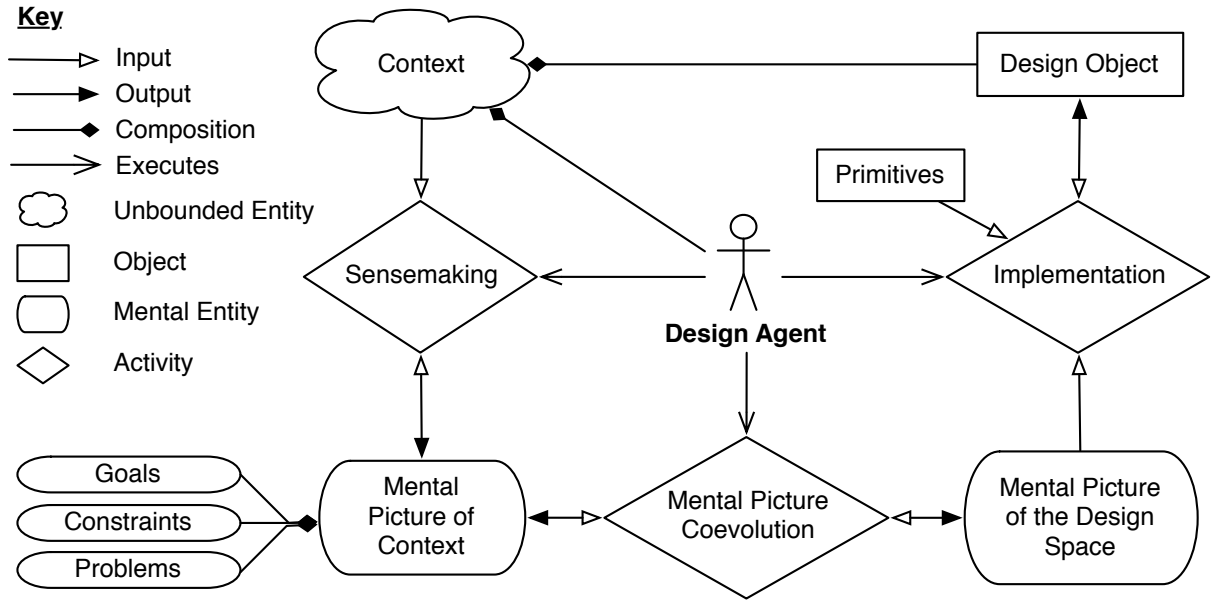 Key
Input
Output
Composition
Executes
Unbounded Entity
Object
Mental Entity
Activity
Context
Design Object
Primitives
Sensemaking
Implementation
Design Agent
Goals
Constraints
Problems
Mental
Picture of
Context
Mental Picture
Coevolution
Mental Picture
of the Design
Space